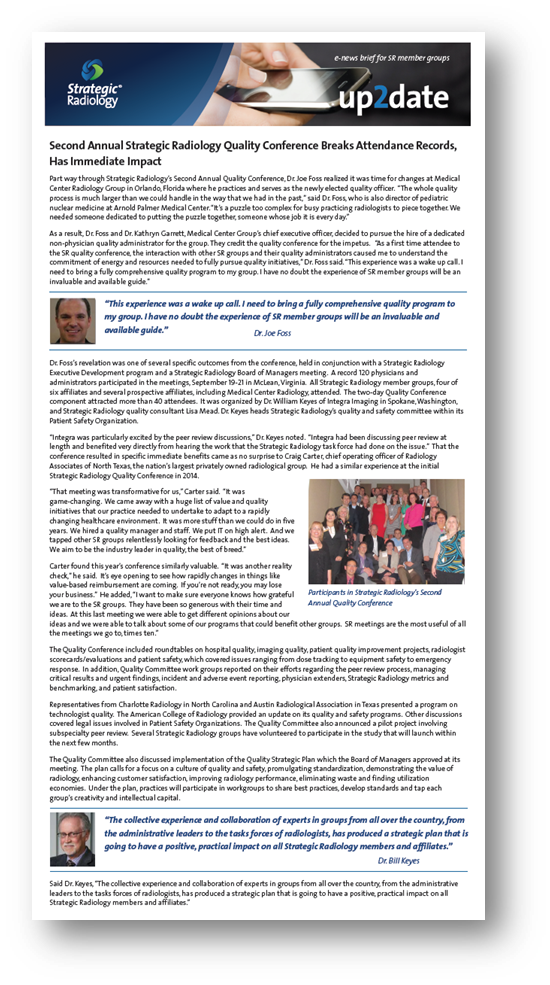 e-news brief for SR member groups
Strategic™
Radiology
up2date
Second Annual Strategic Radiology Quality Conference Breaks Attendance Records,
Has Immediate Impact
Part way through Strategic Radiology's Second Annual Quality Conference, Dr. Joe Foss realized it was time for changes at Medical
Center Radiology Group in Orlando, Florida where he practices and serves as the newly elected quality officer. "The whole quality
process is much larger than we could handle in the way that we had in the past," said Dr. Foss, who is also director of pediatric
nuclear medicine at Arnold Palmer Medical Center. "It's a puzzle too complex for busy practicing radiologists to piece together. We
needed someone dedicated to putting the puzzle together, someone whose job it is every day."
As a result, Dr. Foss and Dr. Kathryn Garrett, Medical Center Group's chief executive officer, decided to pursue the hire of a dedicated
non-physician quality administrator for the group. They credit the quality conference for the impetus. "As a first time attendee to
the SR quality conference, the interaction with other SR groups and their quality administrators caused me to understand the
commitment of energy and resources needed to fully pursue quality initiatives," Dr. Foss said. "This experience was a wake up call. I
need to bring a fully comprehensive quality program to my group. I have no doubt the experience of SR member groups will be an
invaluable and available guide."
"This experience was a wake up call. I need to bring a fully comprehensive quality program to
my group. I have no doubt the experience of SR member groups will be an invaluable and
available guide." Dr. Joe Foss
Dr. Foss's revelation was one of several specific outcomes from the conference, held in conjunction with a Strategic Radiology
Executive Development program and a Strategic Radiology Board of Managers meeting. A record 120 physicians and
administrators participated in the meetings, September 19-21 in McLean, Virginia. All Strategic Radiology member groups, four of
six affiliates and several prospective affiliates, including Medical Center Radiology, attended. The two-day Quality Conference
component attracted more than 40 attendees. It was organized by Dr. William Keyes of Integra Imaging in Spokane, Washington,
and Strategic Radiology quality consultant Lisa Mead. Dr. Keyes heads Strategic Radiology's quality and safety committee within its
Patient Safety Organization.
"Integra was particularly excited by the peer review discussions," Dr. Keyes noted. "Integra had been discussing peer review at
length and benefited very directly from hearing the work that the Strategic Radiology task force had done on the issue." That the
conference resulted in specific immediate benefits came as no surprise to Craig Carter, chief operating officer of Radiology
Associates of North Texas, the nation's largest privately owned radiological group. He had a similar experience at the initial
Strategic Radiology Quality Conference in 2014.
"That meeting was transformative for us," Carter said. "It was
game-changing. We came away with a huge list of value and quality
initiatives that our practice needed to undertake to adapt to a rapidly
changing healthcare environment. It was more stuff than we could do in five
years. We hired a quality manager and staff. We put IT on high alert. And we
tapped other SR groups relentlessly looking for feedback and the best ideas.
We aim to be the industry leader in quality, the best of breed."
Carter found this year's conference similarly valuable. "It was another reality
check," he said. "It's eye opening to see how rapidly changes in things like
value-based reimbursement are coming. If you're not ready, you may lose
your business." He added, "I want to make sure everyone knows how grateful
we are to the SR groups. They have been so generous with their time and
ideas. At this last meeting we were able to get different opinions about our
ideas and we were able to talk about some of our programs that could benefit other groups. SR meetings are the most useful of all
the meetings we go to, times ten."
Participants in Strategic Radiology's Second
Annual Quality Conference
The Quality Conference included roundtables on hospital quality, imaging quality, patient quality improvement projects, radiologist
scorecards/evaluations and patient safety, which covered issues ranging from dose tracking to equipment safety to emergency
response. In addition, Quality Committee work groups reported on their efforts regarding the peer review process, managing
critical results and urgent findings, incident and adverse event reporting, physician extenders, Strategic Radiology metrics and
benchmarking, and patient satisfaction.
Representatives from Charlotte Radiology in North Carolina and Austin Radiological Association in Texas presented a program on
technologist quality. The American College of Radiology provided an update on its quality and safety programs. Other discussions
covered legal issues involved in Patient Safety Organizations. The Quality Committee also announced a pilot project involving
subspecialty peer review. Several Strategic Radiology groups have volunteered to participate in the study that will launch within
the next few months.
The Quality Committee also discussed implementation of the Quality Strategic Plan which the Board of Managers approved at its
meeting. The plan calls for a focus on a culture of quality and safety, promulgating standardization, demonstrating the value of
radiology, enhancing customer satisfaction, improving radiology performance, eliminating waste and finding utilization
economies. Under the plan, practices will participate in workgroups to share best practices, develop standards and tap each
group's creativity and intellectual capital.
"The collective experience and collaboration of experts in groups from all over the country, from
the administrative leaders to the tasks forces of radiologists, has produced a strategic plan that is
going to have a positive, practical impact on all Strategic Radiology members and affiliates."
Dr. Bill Keyes
Said Dr. Keyes, "The collective experience and collaboration of experts in groups from all over the country, from the administrative
leaders to the tasks forces of radiologists, has produced a strategic plan that is going to have a positive, practical impact on all
Strategic Radiology members and affiliates."